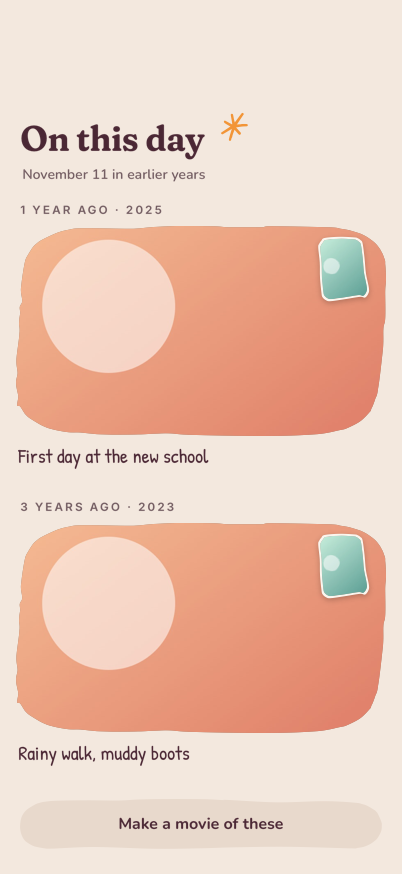 On this day
November 11 in earlier years
1 YEAR AGO · 2025
First day at the new school
3 YEARS AGO · 2023
Rainy walk, muddy boots
Make a movie of these